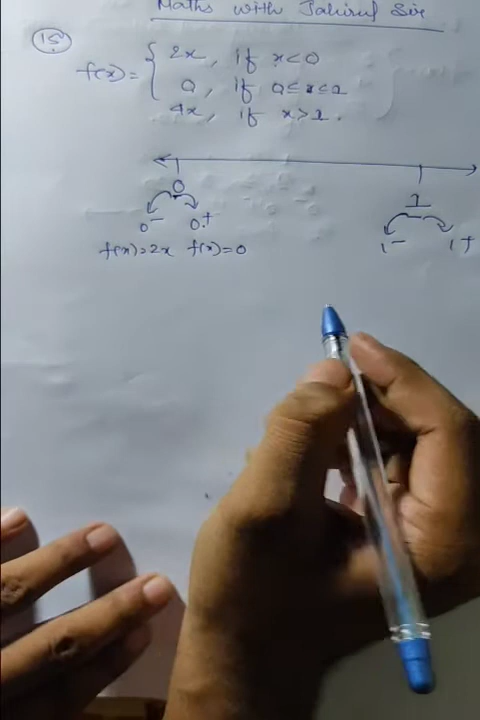 Maths with Jahirul Sir
15
f(x) = { 2x, if x<0
0, if 0≤x≤1
4x, if x>1.
0 1
0⁻ 0⁺ 1⁻ 1⁺
f(x)=2x f(x)=0